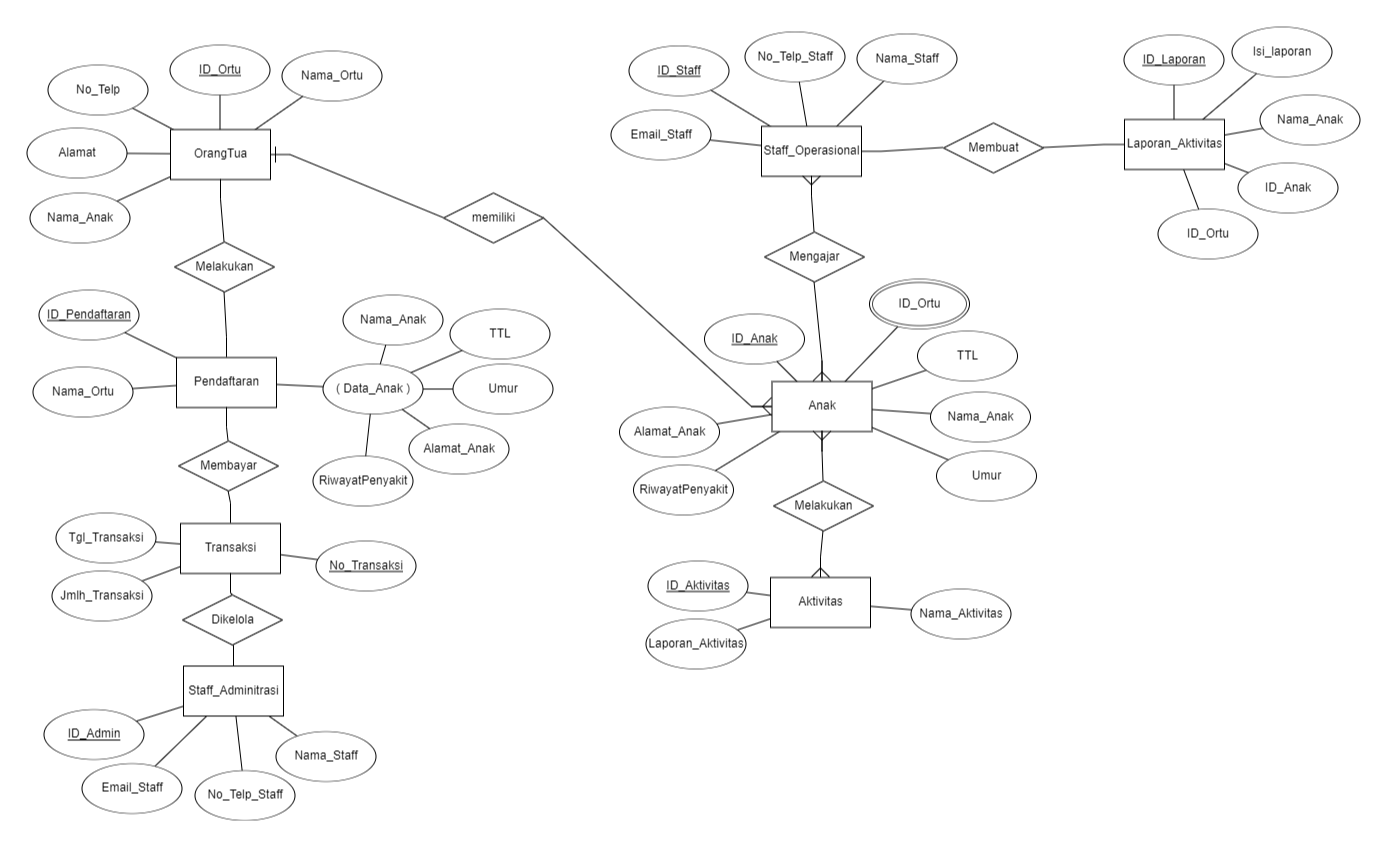 ID_Ortu
Nama_Ortu
No_Telp
Alamat
OrangTua
Nama_Anak
Melakukan
memiliki
ID_Pendaftaran
Nama_Ortu
Pendaftaran
Nama_Anak
TTL
( Data_Anak )
Umur
Alamat_Anak
RiwayatPenyakit
Membayar
Tgl_Transaksi
Transaksi
No_Transaksi
Jmlh_Transaksi
Dikelola
Staff_Adminitrasi
ID_Admin
Nama_Staff
Email_Staff
No_Telp_Staff
ID_Staff
No_Telp_Staff
Nama_Staff
Email_Staff
Staff_Operasional
Membuat
ID_Laporan
Isi_laporan
Nama_Anak
Laporan_Aktivitas
ID_Anak
ID_Ortu
Mengajar
ID_Ortu
ID_Anak
TTL
Anak
Nama_Anak
Alamat_Anak
Umur
RiwayatPenyakit
Melakukan
ID_Aktivitas
Aktivitas
Nama_Aktivitas
Laporan_Aktivitas